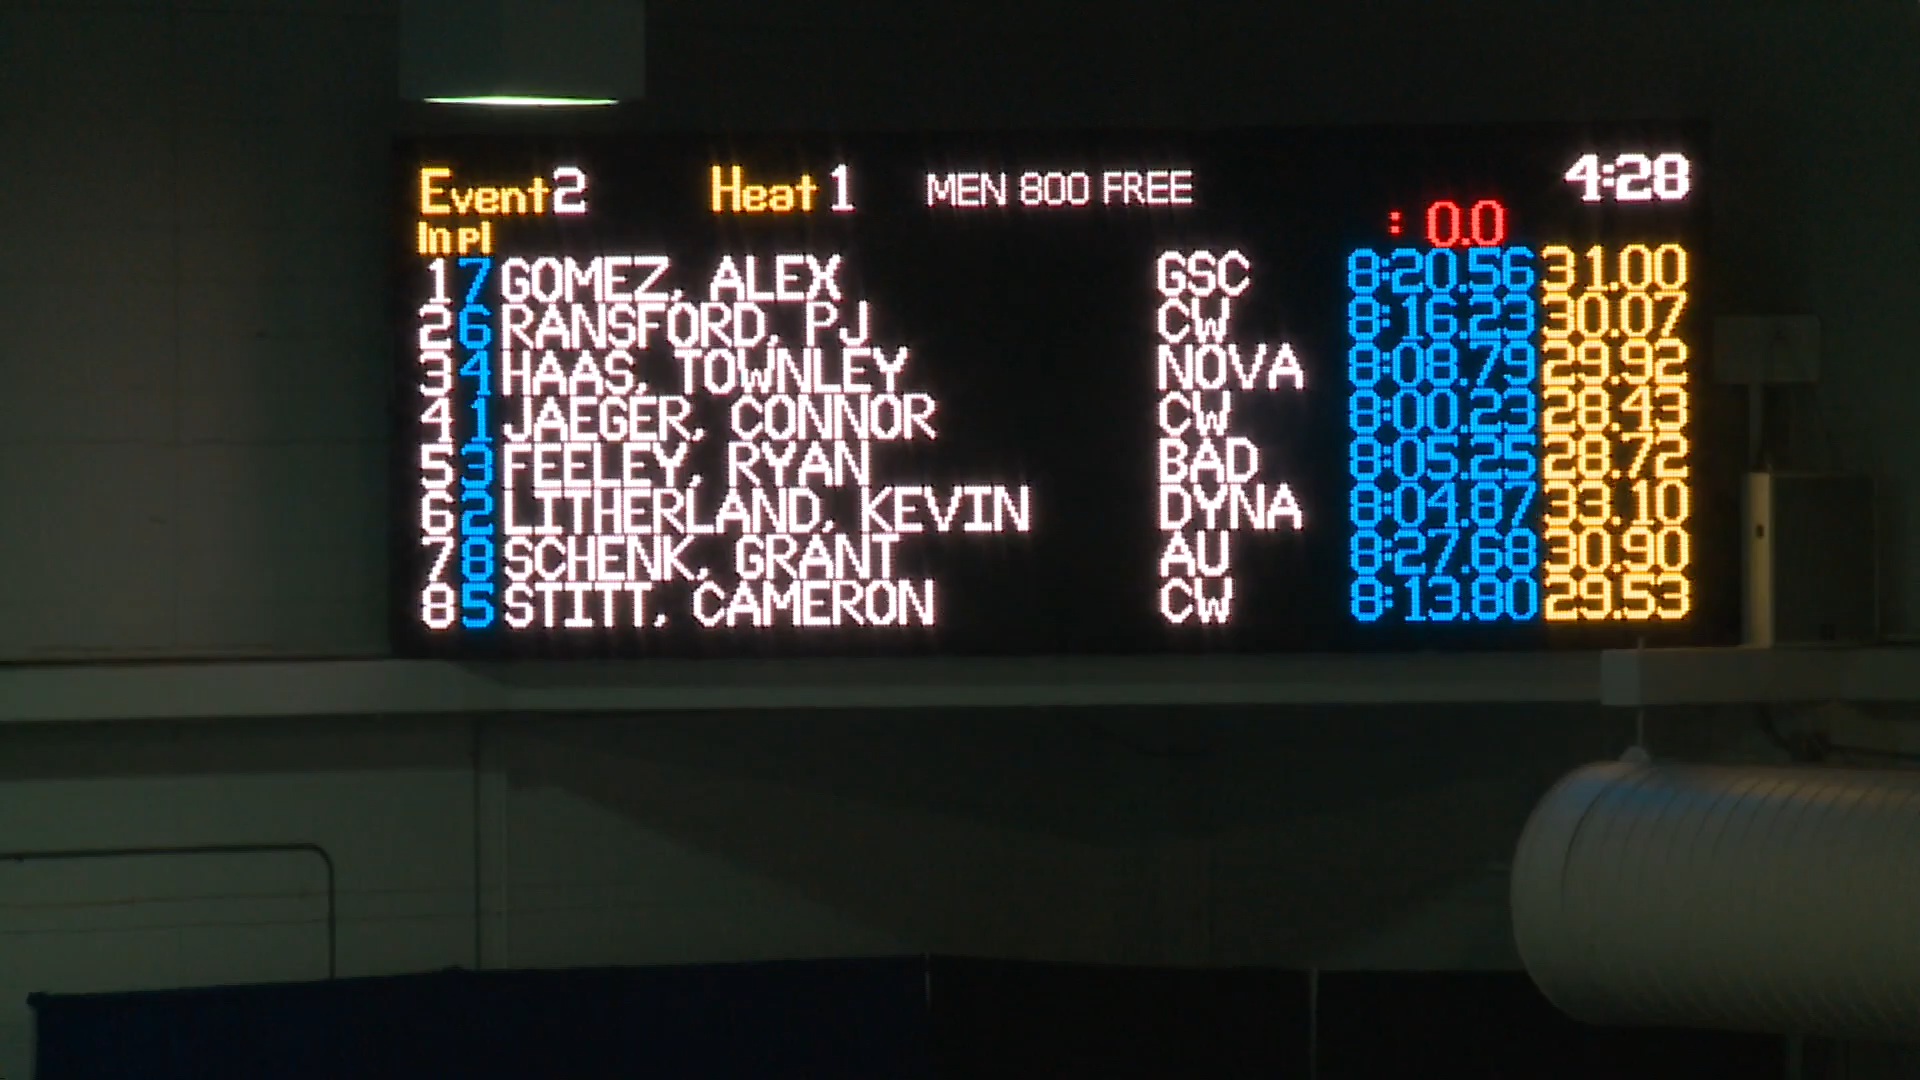 Event 2 Heat 1 MEN 800 FREE 4:28
ln pl : 0.0
1 7 GOMEZ, ALEX GSC 8:20.56 31.00
2 6 RANSFORD, PJ CW 8:16.23 30.07
3 4 HAAS, TOWNLEY NOVA 8:08.79 29.92
4 1 JAEGER, CONNOR CW 8:00.23 28.43
5 3 FEELEY, RYAN BAD 8:05.25 28.72
6 2 LITHERLAND, KEVIN DYNA 8:04.87 33.10
7 8 SCHENK, GRANT AU 8:27.68 30.90
8 5 STITT, CAMERON CW 8:13.80 29.53